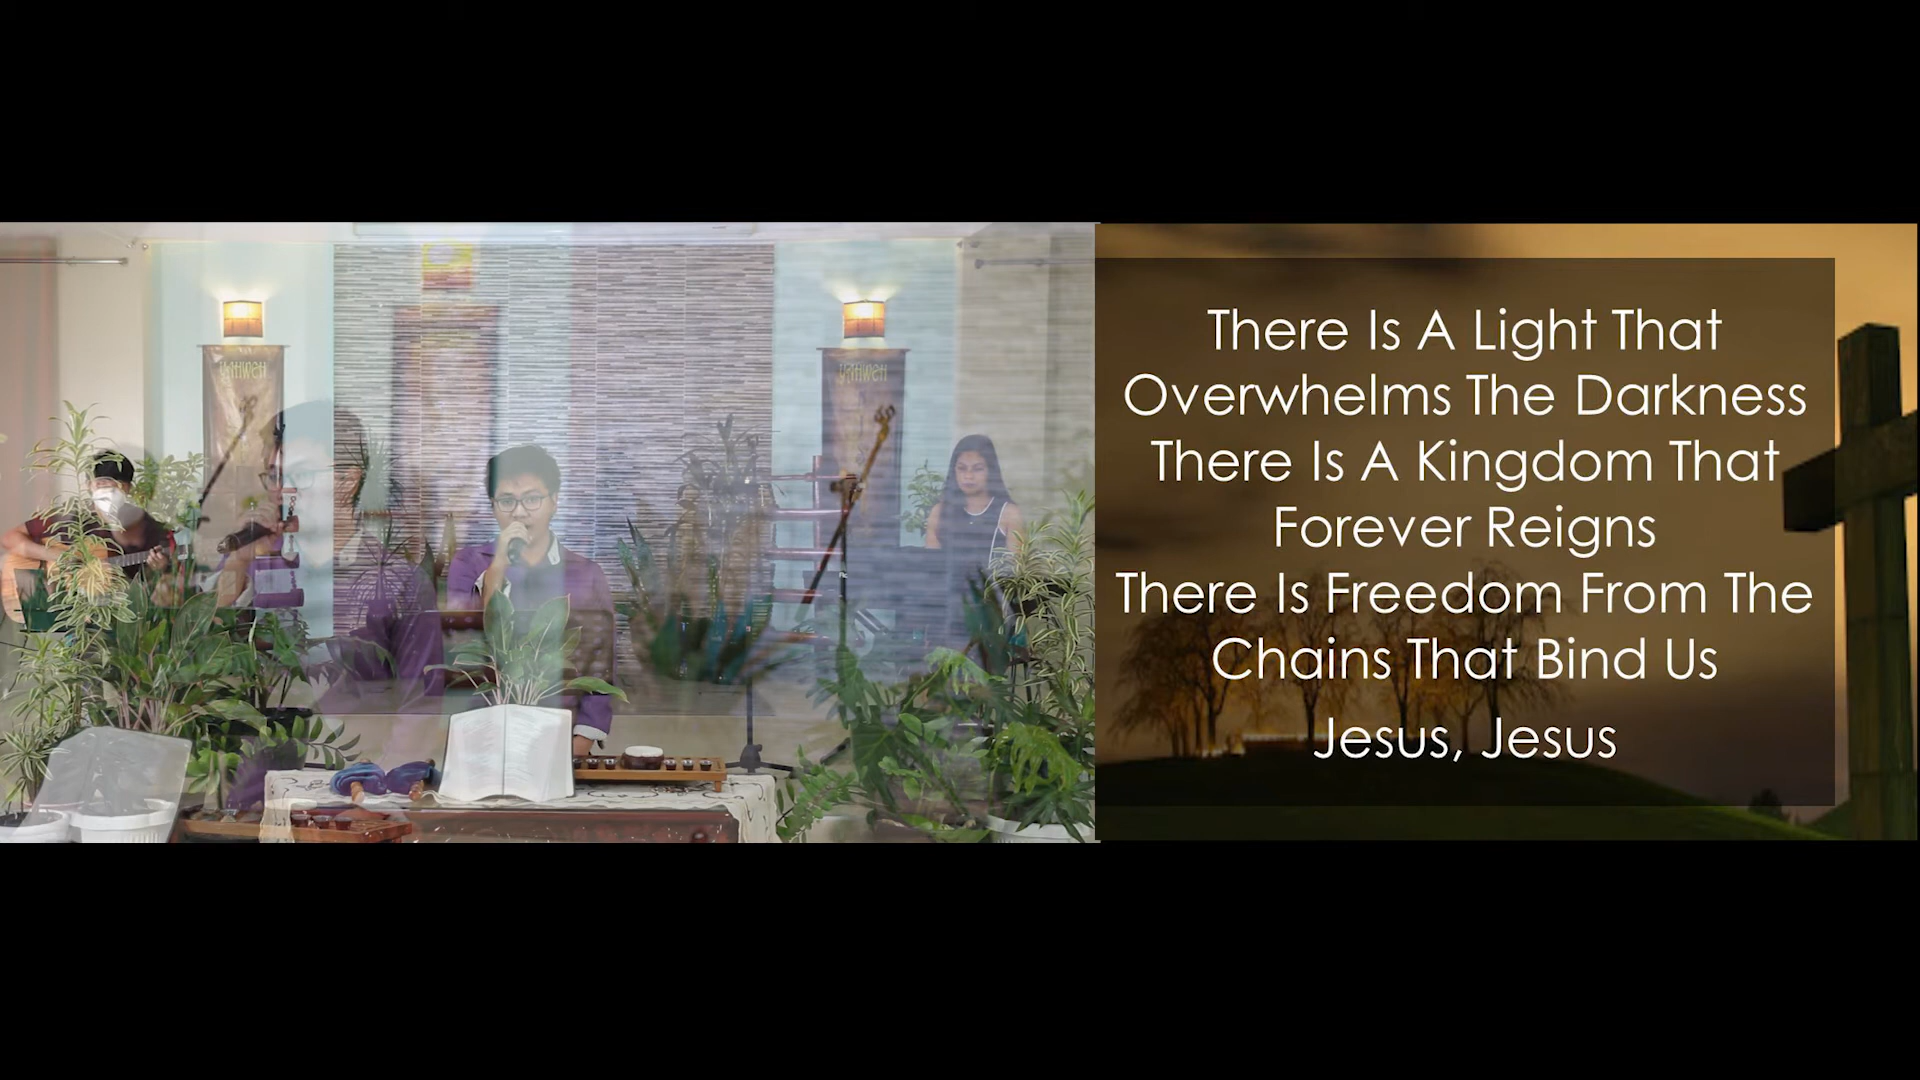 There Is A Light That
Overwhelms The Darkness
There Is A Kingdom That
Forever Reigns
There Is Freedom From The
Chains That Bind Us
Jesus, Jesus